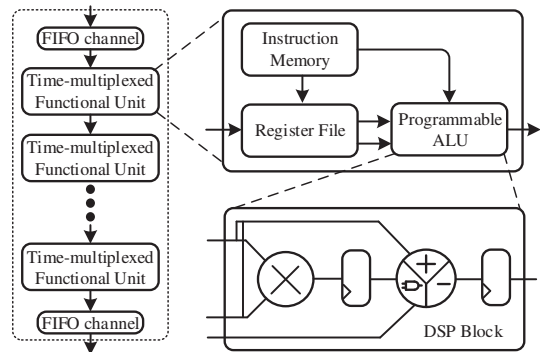 FIFO channel
Time-multiplexed
Functional Unit
Time-multiplexed
Functional Unit
Time-multiplexed
Functional Unit
FIFO channel
Instruction
Memory
Register File
Programmable
ALU
+
−
DSP Block